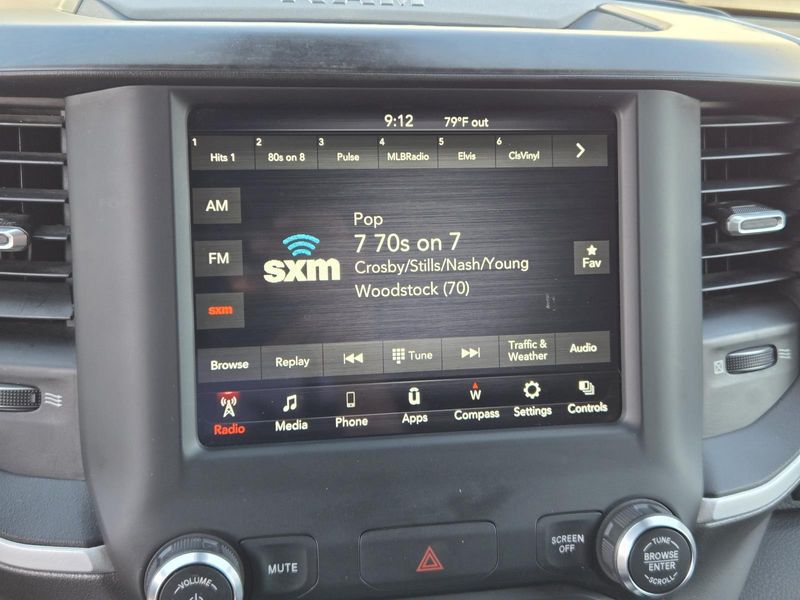 9:12 79°F out
1 Hits 1 2 80s on 8 3 Pulse 4 MLBRadio 5 Elvis 6 ClsVinyl
AM
Pop
7 70s on 7
sxm
Crosby/Stills/Nash/Young
Woodstock (70)
FM
Fav
sxm
Browse Replay Tune Traffic & Weather Audio
Radio Media Phone Apps W Compass Settings Controls
VOLUME
MUTE
SCREEN OFF
TUNE
BROWSE
ENTER
SCROLL